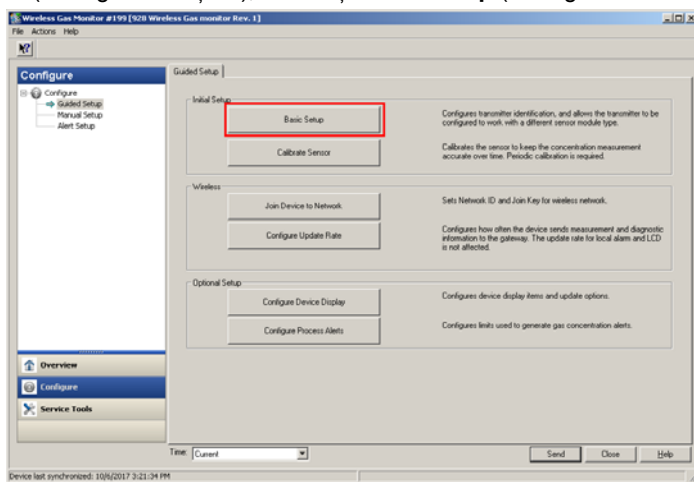 Wireless Gas Monitor #199 [928 Wireless Gas monitor Rev. 1]
File Actions Help
Configure
Configure
Guided Setup
Manual Setup
Alert Setup
Overview
Configure
Service Tools
Guided Setup
Initial Setup
Basic Setup
Configures transmitter identification, and allows the transmitter to be
configured to work with a different sensor module type.
Calibrate Sensor
Calibrates the sensor to keep the concentration measurement
accurate over time. Periodic calibration is required.
Wireless
Join Device to Network
Sets Network ID and Join Key for wireless network.
Configure Update Rate
Configures how often the device sends measurement and diagnostic
information to the gateway. The update rate for local alarm and LCD
is not affected.
Optional Setup
Configure Device Display
Configures device display items and update options.
Configure Process Alerts
Configures limits used to generate gas concentration alerts.
Time: Current
Send Close Help
Device last synchronized: 10/6/2017 3:21:34 PM